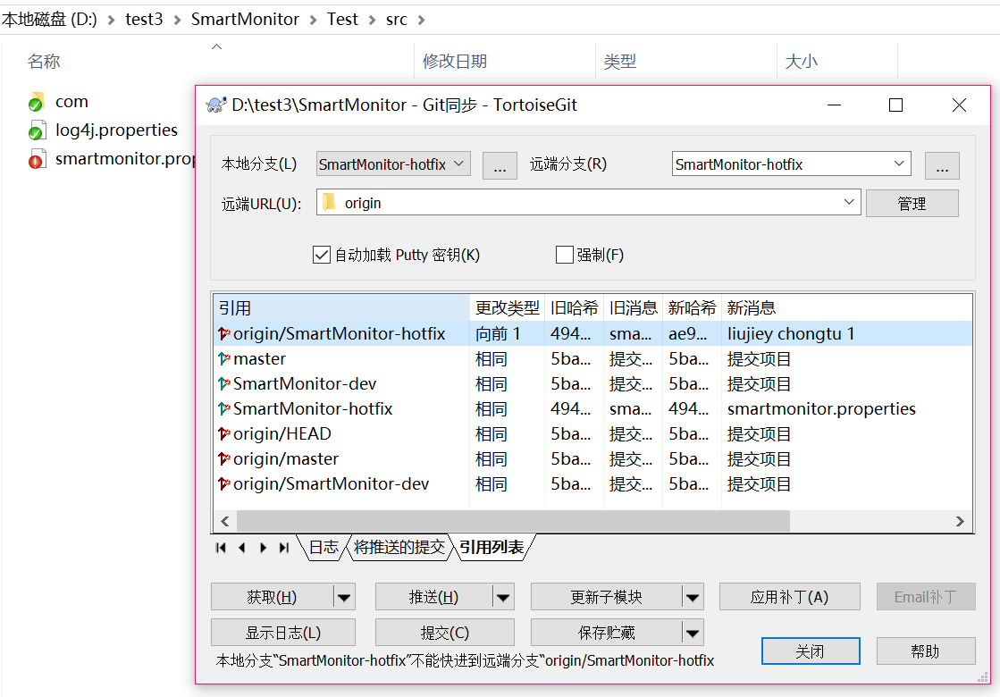 本地磁盘 (D:) > test3 > SmartMonitor > Test > src >
名称 修改日期 类型 大小
com
log4j.properties
smartmonitor.prop
D:\test3\SmartMonitor - Git同步 - TortoiseGit
本地分支(L) SmartMonitor-hotfix ... 远端分支(R) SmartMonitor-hotfix ...
远端URL(U): origin 管理
自动加载 Putty 密钥(K) 强制(F)
引用 更改类型 旧哈希 旧消息 新哈希 新消息
origin/SmartMonitor-hotfix 向前 1 494... sma... ae9... liujiey chongtu 1
master 相同 5ba... 提交... 5ba... 提交项目
SmartMonitor-dev 相同 5ba... 提交... 5ba... 提交项目
SmartMonitor-hotfix 相同 494... sma... 494... smartmonitor.properties
origin/HEAD 相同 5ba... 提交... 5ba... 提交项目
origin/master 相同 5ba... 提交... 5ba... 提交项目
origin/SmartMonitor-dev 相同 5ba... 提交... 5ba... 提交项目
日志 将推送的提交 引用列表
获取(H) 推送(H) 更新子模块 应用补丁(A) Email补丁
显示日志(L) 提交(C) 保存贮藏
关闭 帮助
本地分支“SmartMonitor-hotfix”不能快进到远端分支“origin/SmartMonitor-hotfix